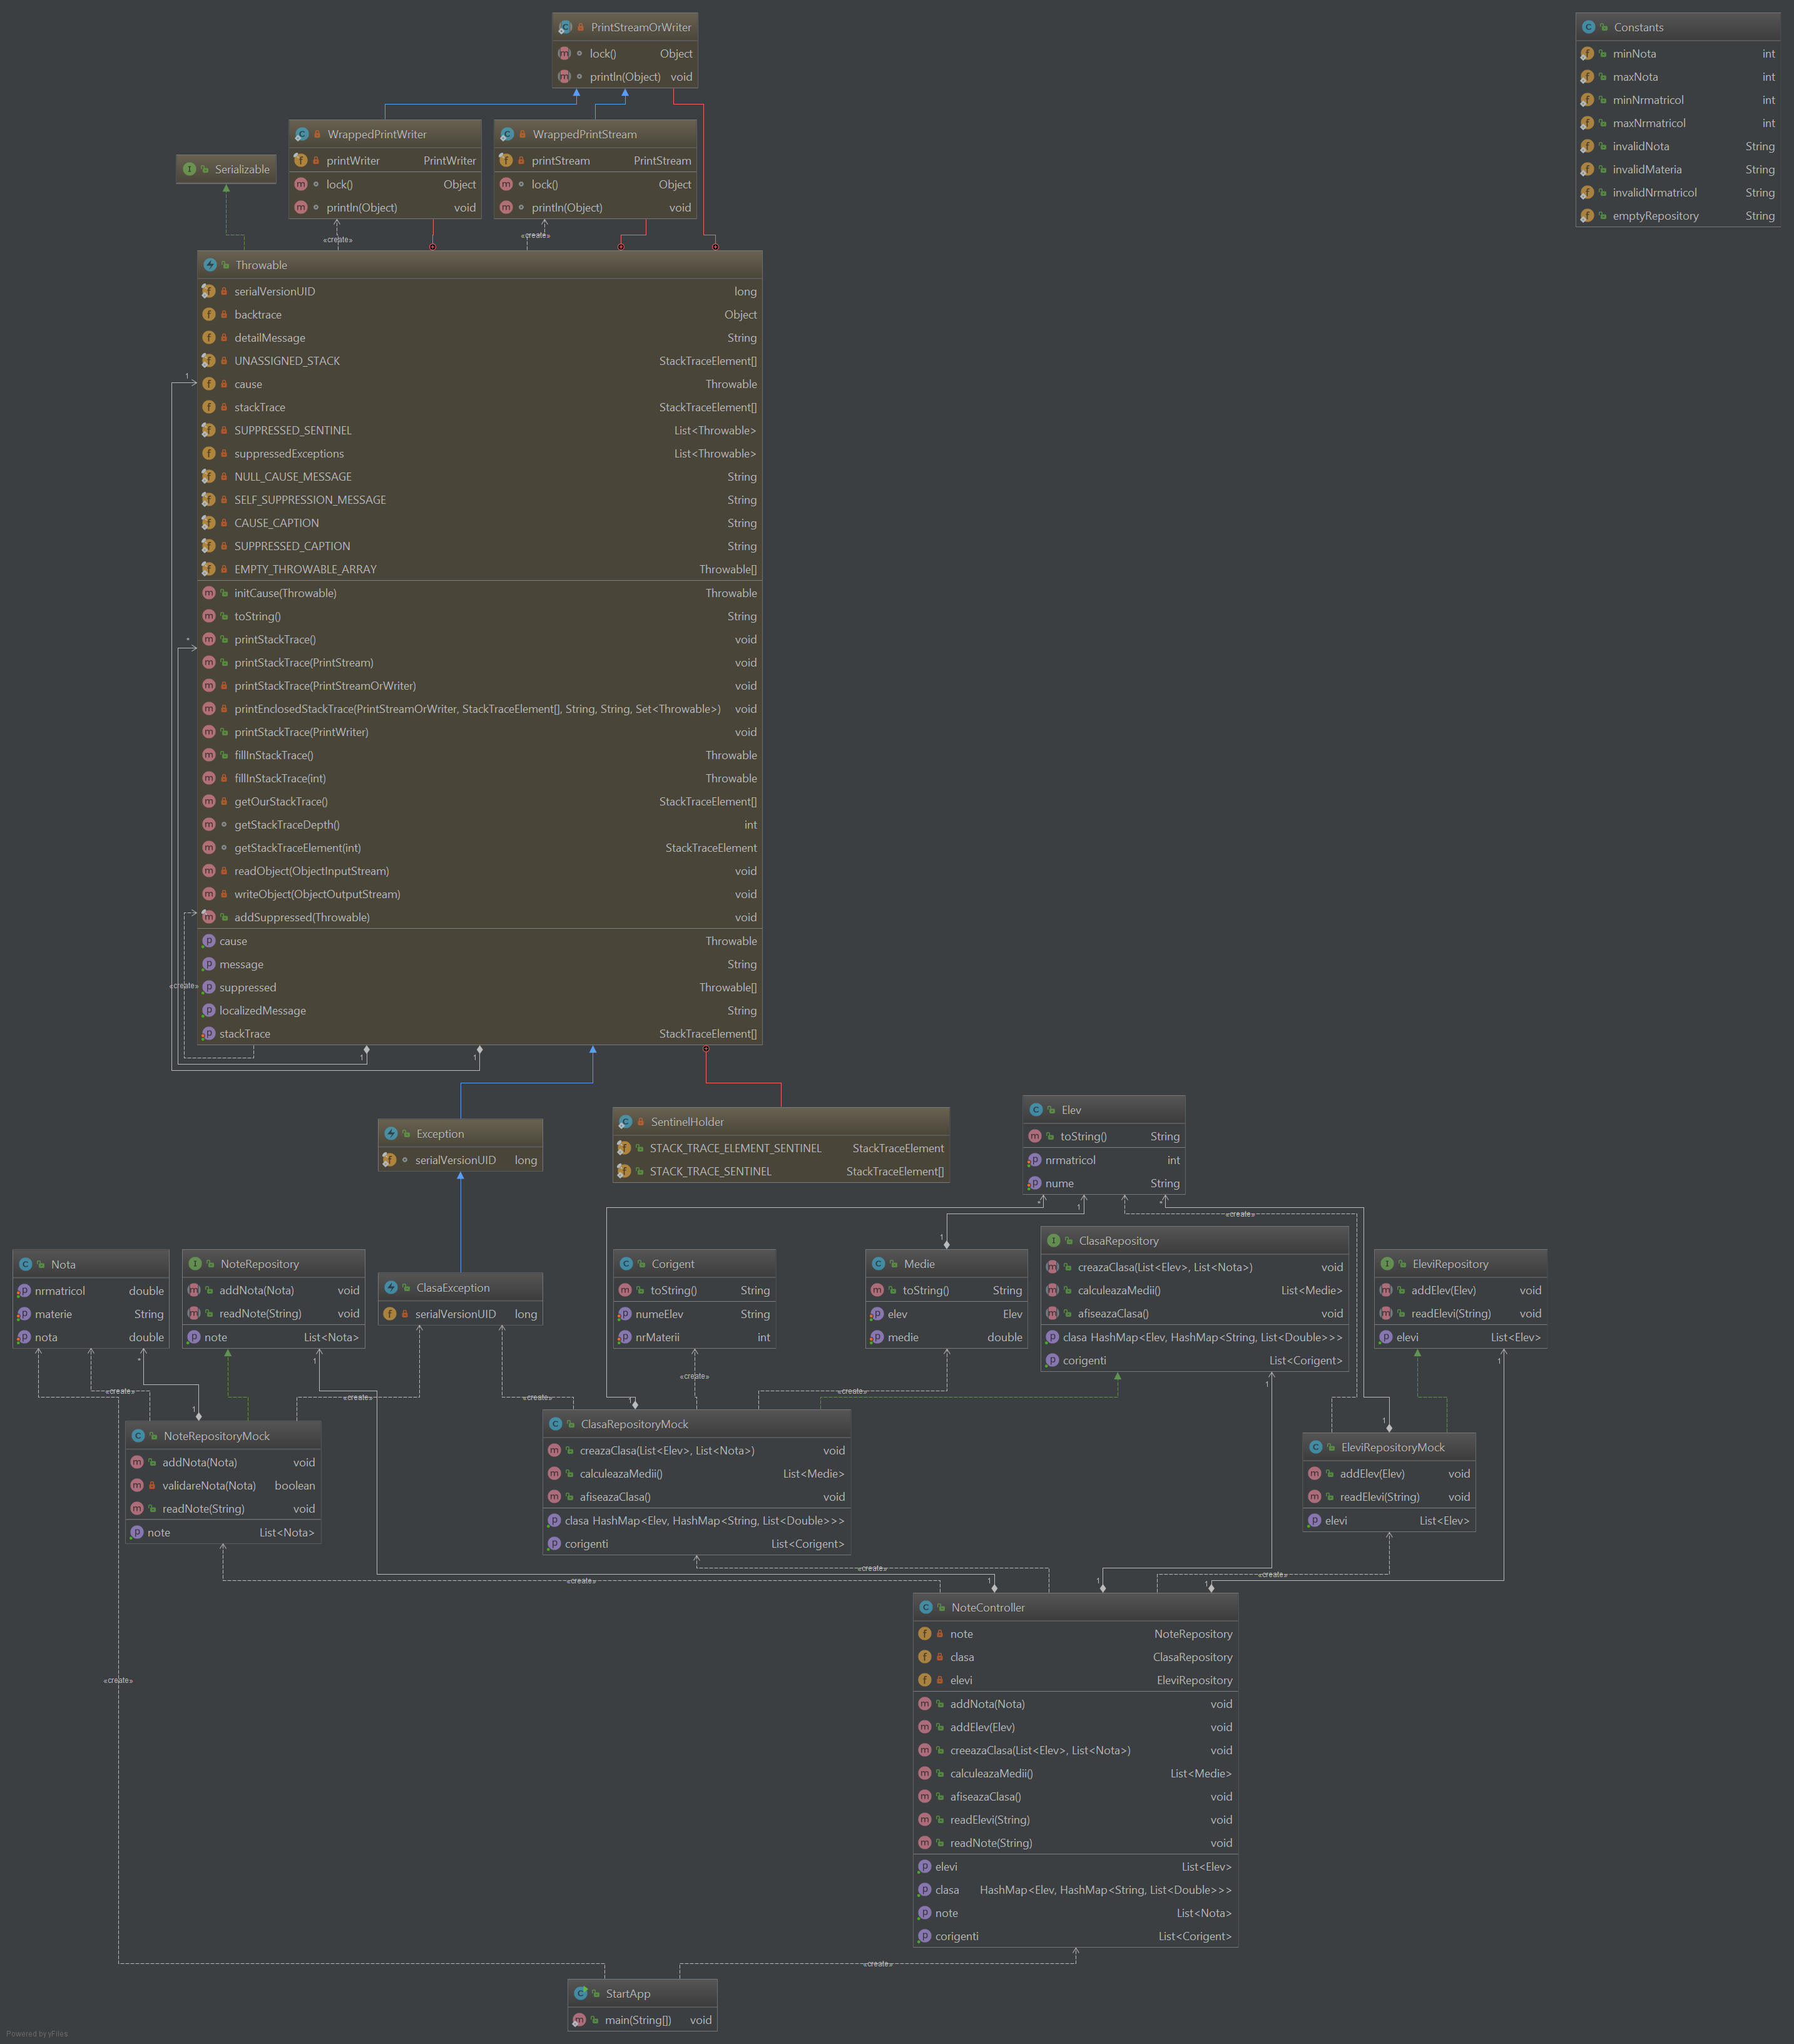 PrintStreamOrWriter
lock() Object
println(Object) void
Constants
minNota int
maxNota int
minNrmatricol int
maxNrmatricol int
invalidNota String
invalidMateria String
invalidNrmatricol String
emptyRepository String
WrappedPrintWriter
printWriter PrintWriter
lock() Object
println(Object) void
WrappedPrintStream
printStream PrintStream
lock() Object
println(Object) void
Serializable
«create»
«create»
Throwable
serialVersionUID long
backtrace Object
detailMessage String
UNASSIGNED_STACK StackTraceElement[]
1
cause Throwable
stackTrace StackTraceElement[]
SUPPRESSED_SENTINEL List<Throwable>
suppressedExceptions List<Throwable>
NULL_CAUSE_MESSAGE String
SELF_SUPPRESSION_MESSAGE String
CAUSE_CAPTION String
SUPPRESSED_CAPTION String
EMPTY_THROWABLE_ARRAY Throwable[]
initCause(Throwable) Throwable
toString() String
*
printStackTrace() void
printStackTrace(PrintStream) void
printStackTrace(PrintStreamOrWriter) void
printEnclosedStackTrace(PrintStreamOrWriter, StackTraceElement[], String, String, Set<Throwable>) void
printStackTrace(PrintWriter) void
fillInStackTrace() Throwable
fillInStackTrace(int) Throwable
getOurStackTrace() StackTraceElement[]
getStackTraceDepth() int
getStackTraceElement(int) StackTraceElement
readObject(ObjectInputStream) void
writeObject(ObjectOutputStream) void
addSuppressed(Throwable) void
cause Throwable
message String
«create»
suppressed Throwable[]
localizedMessage String
stackTrace StackTraceElement[]
1
1
Exception
serialVersionUID long
SentinelHolder
STACK_TRACE_ELEMENT_SENTINEL StackTraceElement
STACK_TRACE_SENTINEL StackTraceElement[]
Elev
toString() String
nrmatricol int
nume String
*
1
*
«create»
1
Nota
nrmatricol double
materie String
nota double
NoteRepository
addNota(Nota) void
readNote(String) void
note List<Nota>
ClasaException
serialVersionUID long
Corigent
toString() String
numeElev String
nrMaterii int
Medie
toString() String
elev Elev
medie double
ClasaRepository
creazaClasa(List<Elev>, List<Nota>) void
calculeazaMedii() List<Medie>
afiseazaClasa() void
clasa HashMap<Elev, HashMap<String, List<Double>>>
corigenti List<Corigent>
EleviRepository
addElev(Elev) void
readElevi(String) void
elevi List<Elev>
*
1
1
1
«create»
«create»
«create»
«create»
«create»
1
1
1
NoteRepositoryMock
addNota(Nota) void
validareNota(Nota) boolean
readNote(String) void
note List<Nota>
ClasaRepositoryMock
creazaClasa(List<Elev>, List<Nota>) void
calculeazaMedii() List<Medie>
afiseazaClasa() void
clasa HashMap<Elev, HashMap<String, List<Double>>>
corigenti List<Corigent>
EleviRepositoryMock
addElev(Elev) void
readElevi(String) void
elevi List<Elev>
«create»
«create»
«create»
1
1
1
NoteController
note NoteRepository
clasa ClasaRepository
elevi EleviRepository
addNota(Nota) void
addElev(Elev) void
creeazaClasa(List<Elev>, List<Nota>) void
calculeazaMedii() List<Medie>
afiseazaClasa() void
readElevi(String) void
readNote(String) void
elevi List<Elev>
clasa HashMap<Elev, HashMap<String, List<Double>>>
note List<Nota>
corigenti List<Corigent>
«create»
«create»
StartApp
main(String[]) void
Powered by yFiles